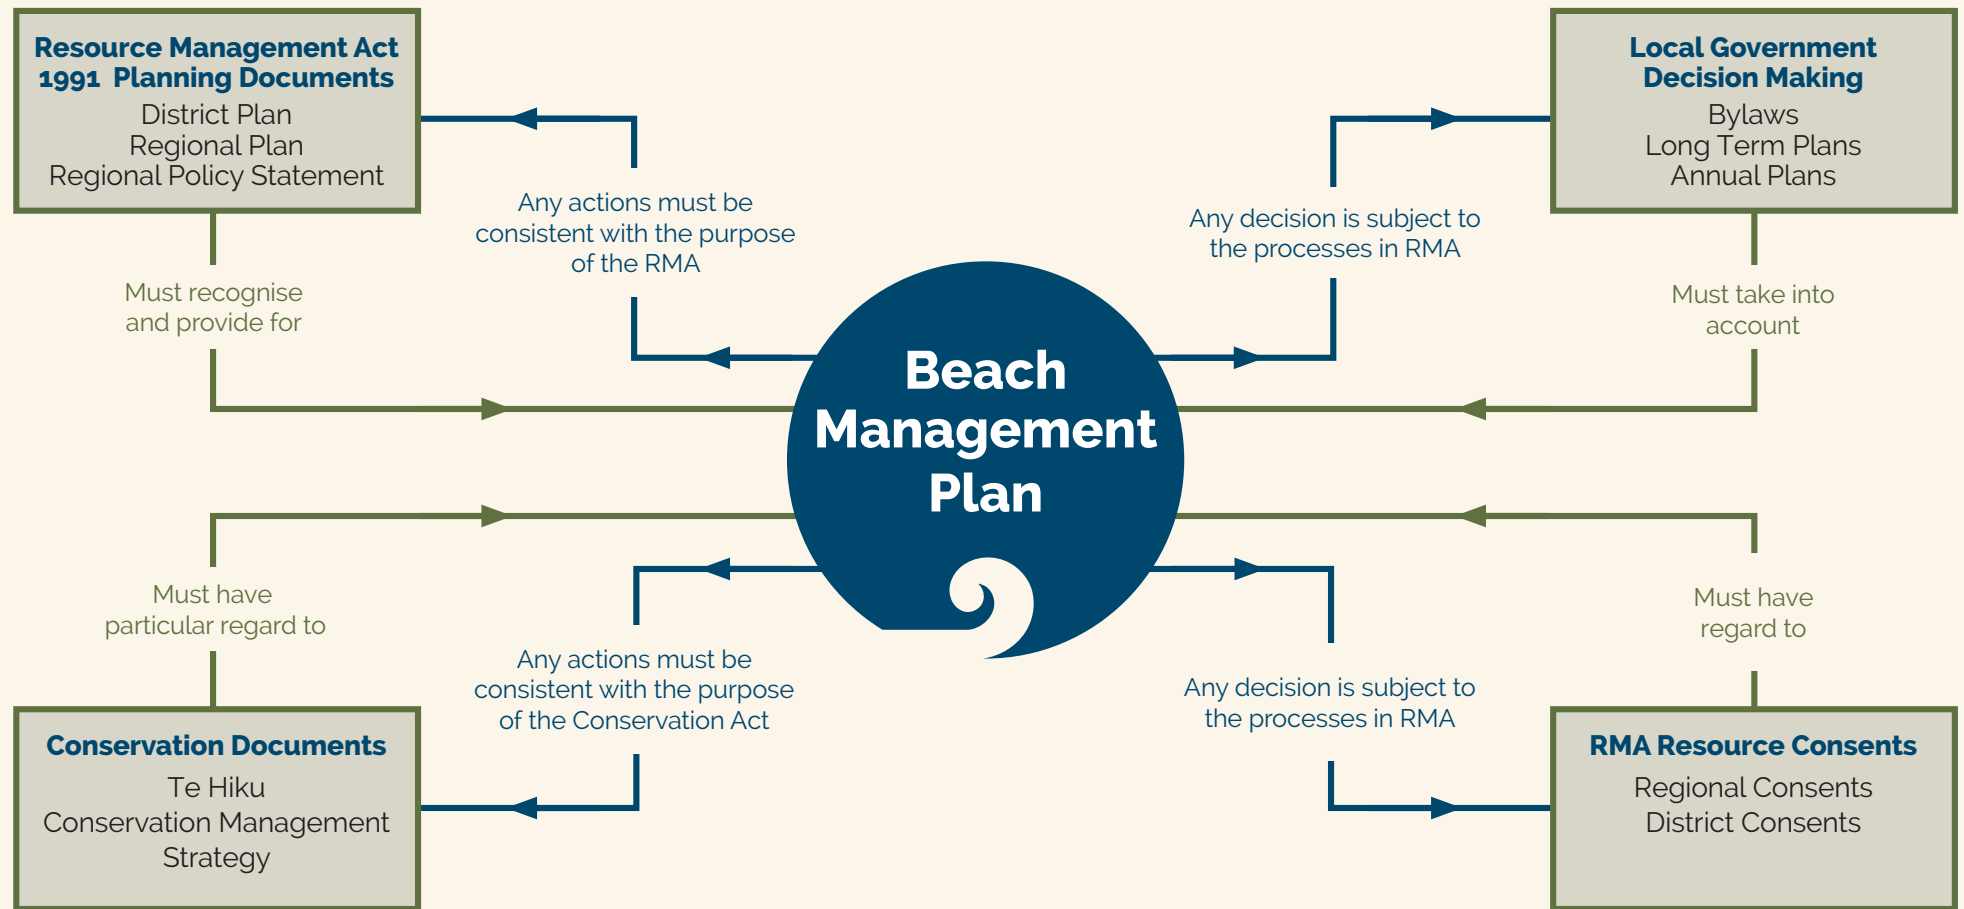 Resource Management Act
1991 Planning Documents
District Plan
Regional Plan
Regional Policy Statement
Local Government
Decision Making
Bylaws
Long Term Plans
Annual Plans
Any actions must be
consistent with the purpose
of the RMA
Any decision is subject to
the processes in RMA
Must recognise
and provide for
Must take into
account
Beach
Management
Plan
Must have
particular regard to
Must have
regard to
Any actions must be
consistent with the purpose
of the Conservation Act
Any decision is subject to
the processes in RMA
Conservation Documents
Te Hiku
Conservation Management
Strategy
RMA Resource Consents
Regional Consents
District Consents